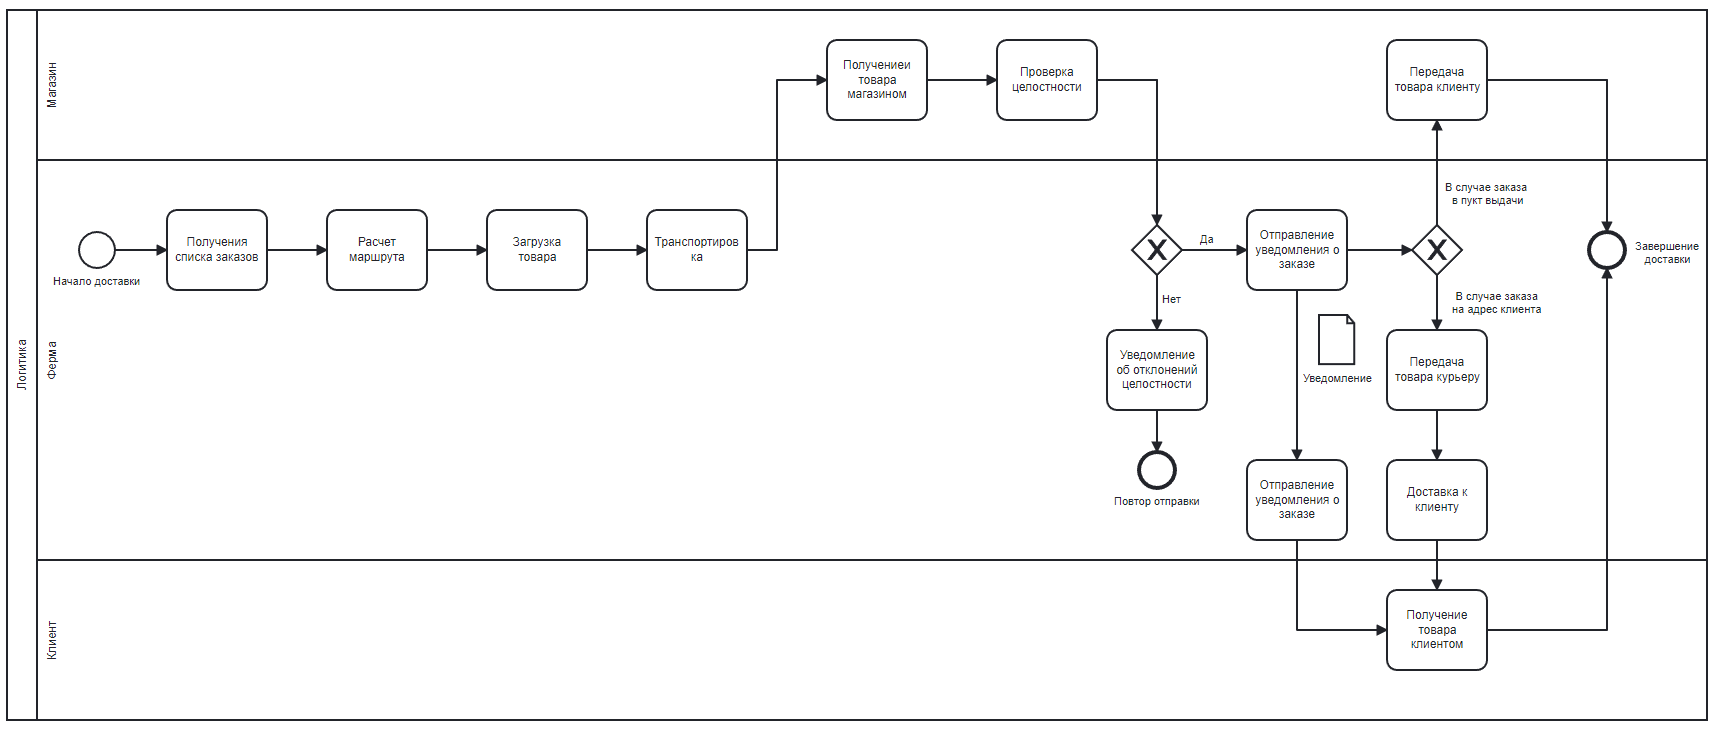 Логитика
Магазин
Получениеи
товара
магазином
Проверка
целостности
Передача
товара клиенту
Ферма
Начало доставки
Получения
списка заказов
Расчет
маршрута
Загрузка
товара
Транспортиров
ка
Да
Нет
Отправление
уведомления о
заказе
В случае заказа
в пукт выдачи
В случае заказа
на адрес клиента
Завершение
доставки
Уведомление
об отклонений
целостности
Уведомление
Передача
товара курьеру
Повтор отправки
Отправление
уведомления о
заказе
Доставка к
клиенту
Клиент
Получение
товара
клиентом